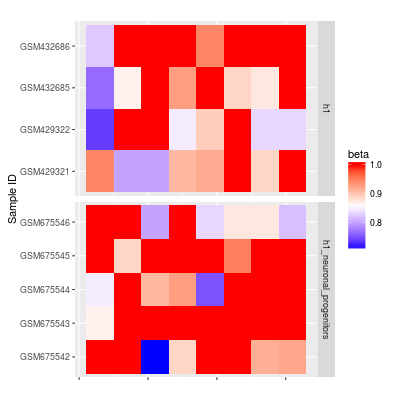 GSM432686
GSM432685
GSM429322
GSM429321
h1
GSM675546
GSM675545
GSM675544
GSM675543
GSM675542
h1_neuronal_progenitors
Sample ID
beta
1.0
0.9
0.8